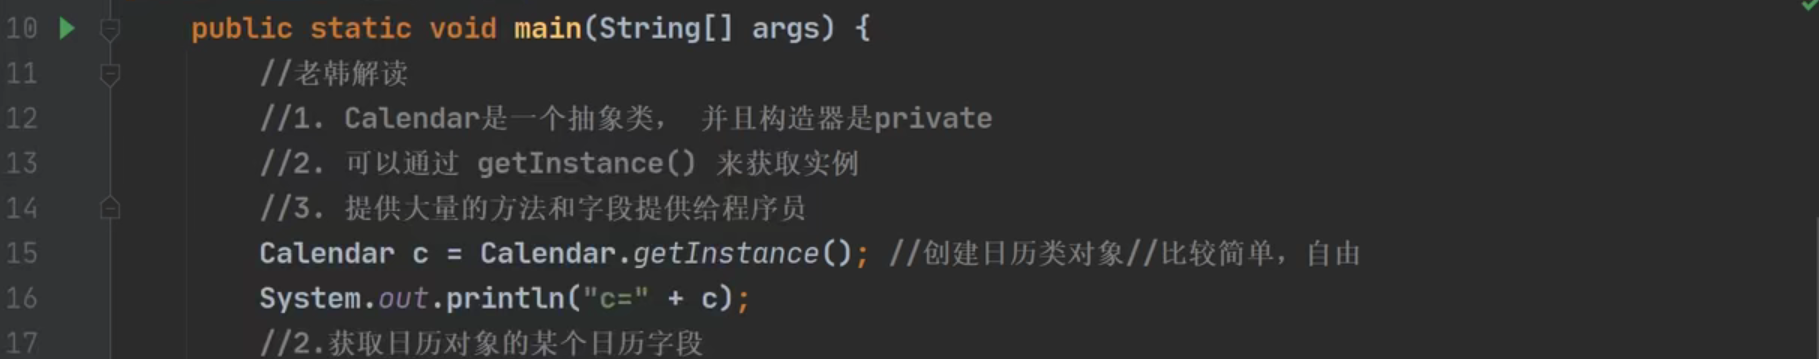 10 public static void main(String[] args) {
11 //老韩解读
12 //1. Calendar是一个抽象类， 并且构造器是private
13 //2. 可以通过 getInstance() 来获取实例
14 //3. 提供大量的方法和字段提供给程序员
15 Calendar c = Calendar.getInstance(); //创建日历类对象//比较简单，自由
16 System.out.println("c=" + c);
17 //2.获取日历对象的某个日历字段